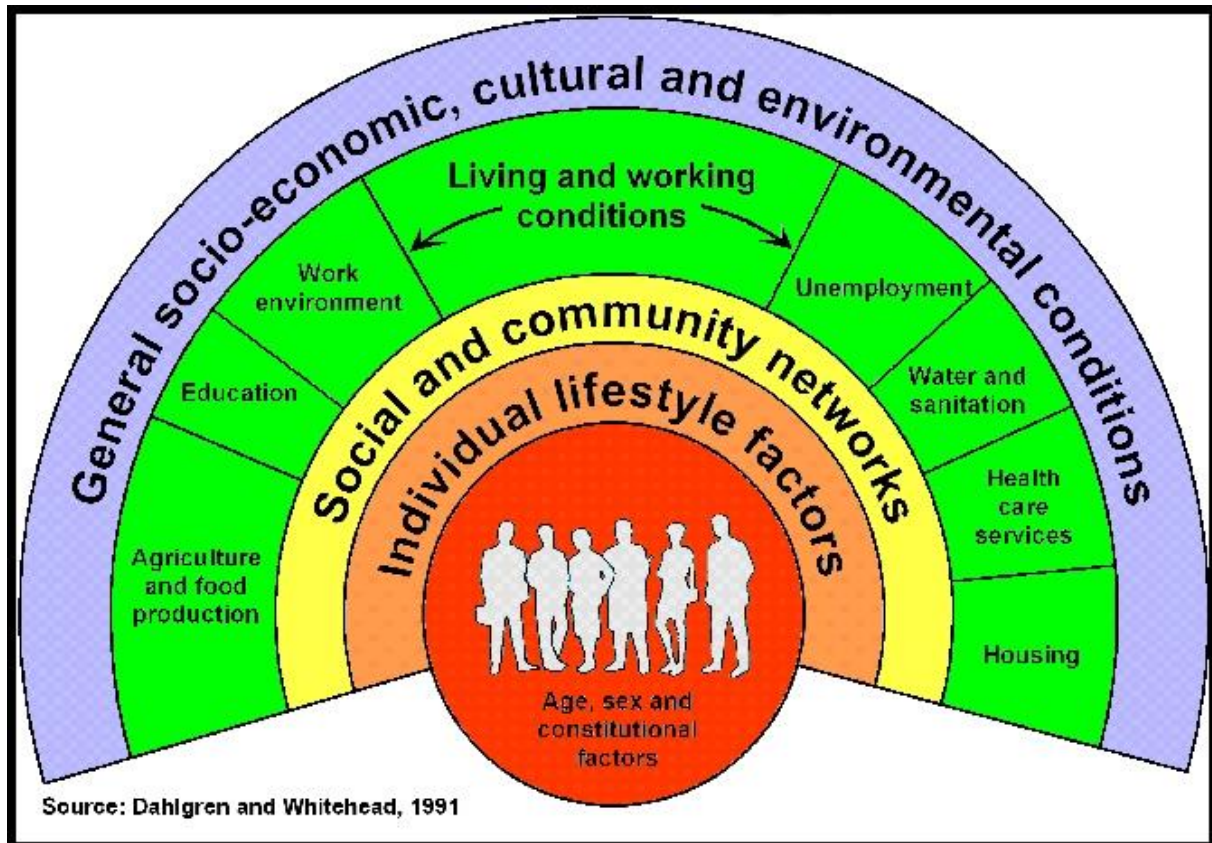 General socio-economic, cultural and environmental conditions
Living and working
conditions
Agriculture
and food
production
Education
Work
environment
Unemployment
Water and
sanitation
Health
care
services
Housing
Social and community networks
Individual lifestyle factors
Age, sex and
constitutional
factors
Source: Dahlgren and Whitehead, 1991